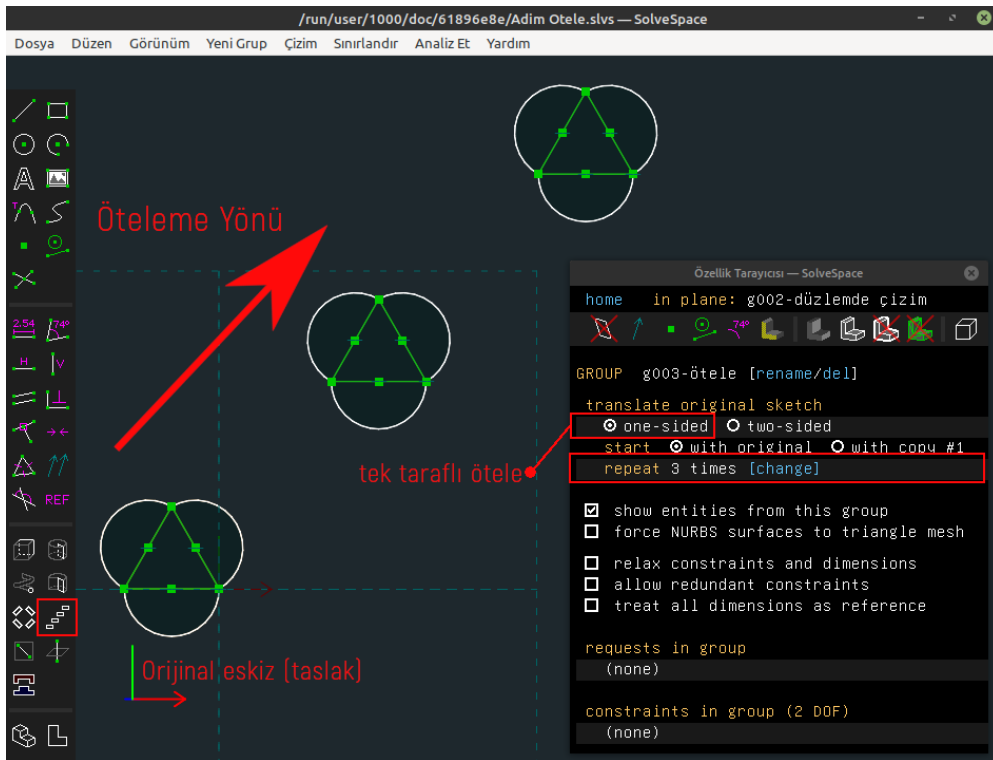 /run/user/1000/doc/61896e8e/Adim Otele.slvs — SolveSpace
Dosya Düzen Görünüm Yeni Grup Çizim Sınırlandır Analiz Et Yardım
A
T
2.54 74°
H V
REF
Öteleme Yönü
tek taraflı ötele
Orijinal eskiz (taslak)
Özellik Tarayıcısı — SolveSpace
home in plane: g002-düzlemde çizim
74°
GROUP g003-ötele [rename/del]
translate original sketch
one-sided two-sided
start with original with copy #1
repeat 3 times [change]
show entities from this group
force NURBS surfaces to triangle mesh
relax constraints and dimensions
allow redundant constraints
treat all dimensions as reference
requests in group
(none)
constraints in group (2 DOF)
(none)